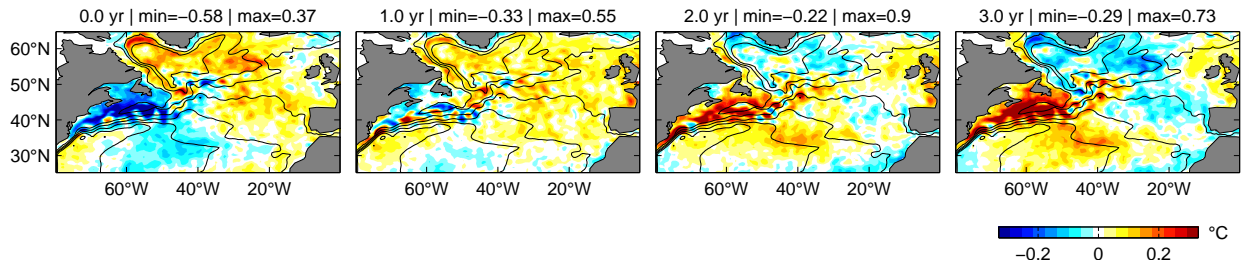 0.0 yr | min=−0.58 | max=0.37
1.0 yr | min=−0.33 | max=0.55
2.0 yr | min=−0.22 | max=0.9
3.0 yr | min=−0.29 | max=0.73
60°N
50°N
40°N
30°N
60°W 40°W 20°W
60°W 40°W 20°W
60°W 40°W 20°W
60°W 40°W 20°W
°C
−0.2 0 0.2